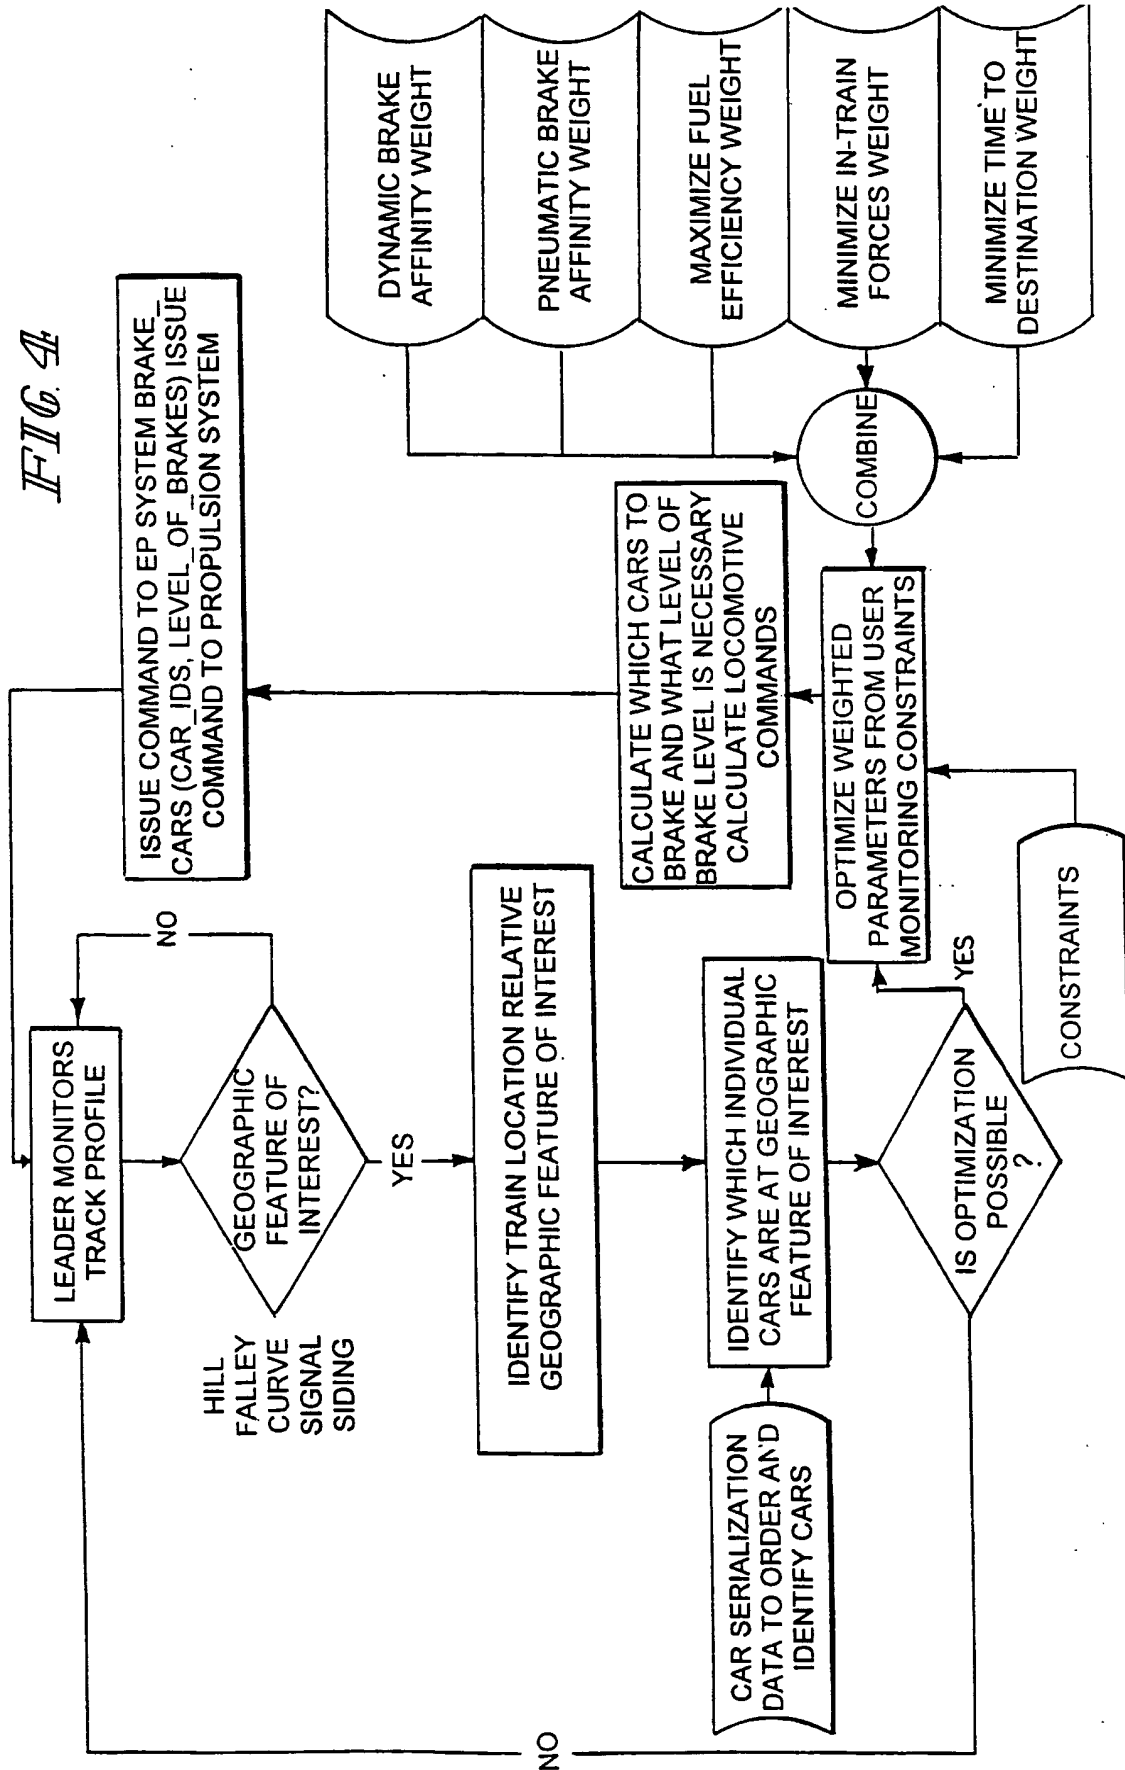 FIG. 4
LEADER MONITORS
TRACK PROFILE
NO
GEOGRAPHIC
FEATURE OF
INTEREST?
HILL
FALLEY
CURVE
SIGNAL
SIDING
YES
IDENTIFY TRAIN LOCATION RELATIVE
GEOGRAPHIC FEATURE OF INTEREST
CAR SERIALIZATION
DATA TO ORDER AND
IDENTIFY CARS
IDENTIFY WHICH INDIVIDUAL
CARS ARE AT GEOGRAPHIC
FEATURE OF INTEREST
IS OPTIMIZATION
POSSIBLE
?
NO
YES
CONSTRAINTS
OPTIMIZE WEIGHTED
PARAMETERS FROM USER
MONITORING CONSTRAINTS
CALCULATE WHICH CARS TO
BRAKE AND WHAT LEVEL OF
BRAKE LEVEL IS NECESSARY
CALCULATE LOCOMOTIVE
COMMANDS
ISSUE COMMAND TO EP SYSTEM BRAKE_
CARS (CAR_IDS, LEVEL_OF_BRAKES) ISSUE
COMMAND TO PROPULSION SYSTEM
COMBINE
DYNAMIC BRAKE
AFFINITY WEIGHT
PNEUMATIC BRAKE
AFFINITY WEIGHT
MAXIMIZE FUEL
EFFICIENCY WEIGHT
MINIMIZE IN-TRAIN
FORCES WEIGHT
MINIMIZE TIME TO
DESTINATION WEIGHT